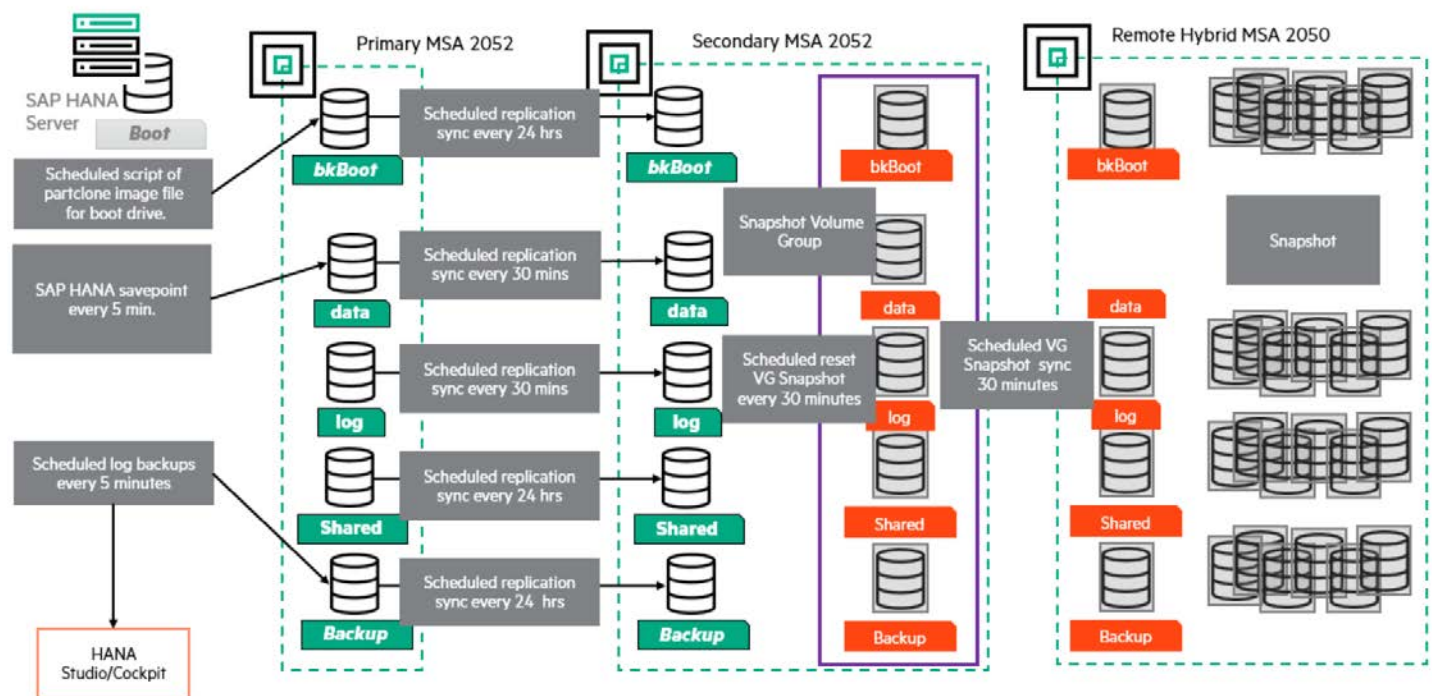 Primary MSA 2052
Secondary MSA 2052
Remote Hybrid MSA 2050
SAP HANA
Server
Boot
Scheduled script of
partclone image file
for boot drive.
SAP HANA savepoint
every 5 min.
Scheduled log backups
every 5 minutes
HANA
Studio/Cockpit
bkBoot
data
log
Shared
Backup
Scheduled replication
sync every 24 hrs
Scheduled replication
sync every 30 mins
Scheduled replication
sync every 30 mins
Scheduled replication
sync every 24 hrs
Scheduled replication
sync every 24 hrs
bkBoot
data
log
Shared
Backup
Snapshot Volume
Group
Scheduled reset
VG Snapshot
every 30 minutes
bkBoot
data
log
Shared
Backup
Scheduled VG
Snapshot sync
30 minutes
bkBoot
data
log
Shared
Backup
Snapshot